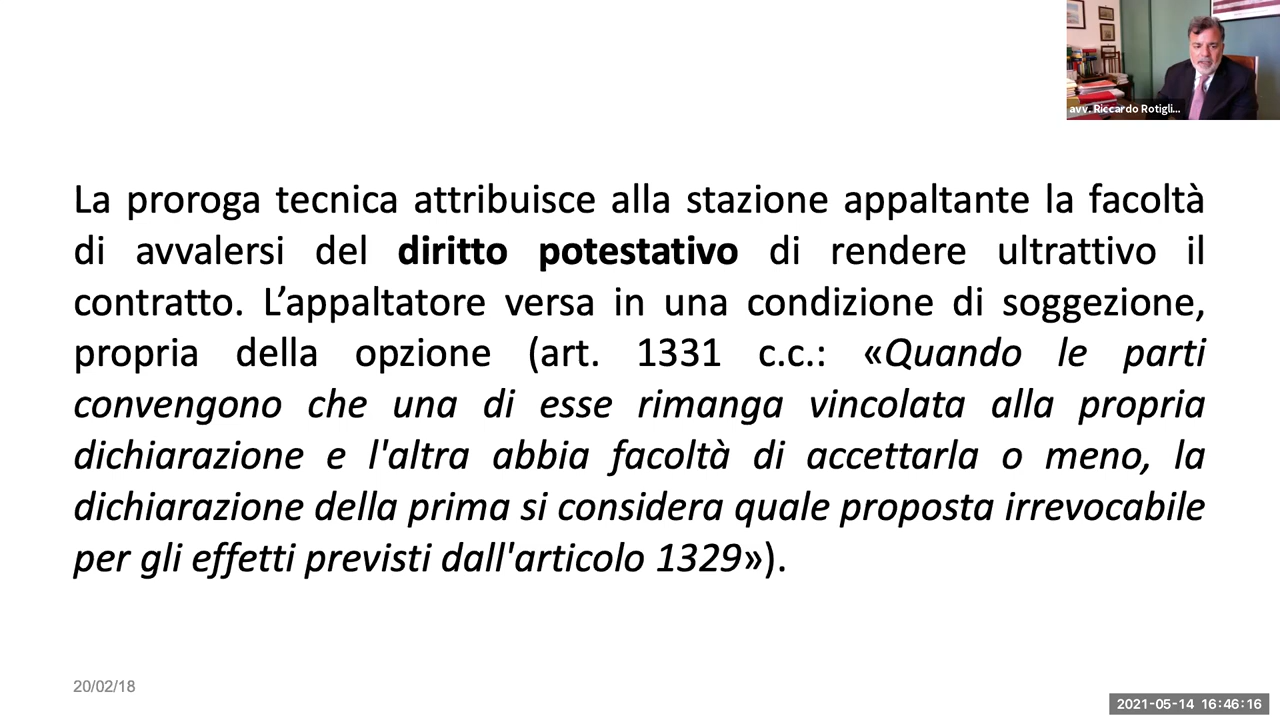 avv. Riccardo Rotigli...
La proroga tecnica attribuisce alla stazione appaltante la facoltà
di avvalersi del diritto potestativo di rendere ultrattivo il
contratto. L’appaltatore versa in una condizione di soggezione,
propria della opzione (art. 1331 c.c.: «Quando le parti
convengono che una di esse rimanga vincolata alla propria
dichiarazione e l'altra abbia facoltà di accettarla o meno, la
dichiarazione della prima si considera quale proposta irrevocabile
per gli effetti previsti dall'articolo 1329»).
20/02/18
2021-05-14 16:46:16